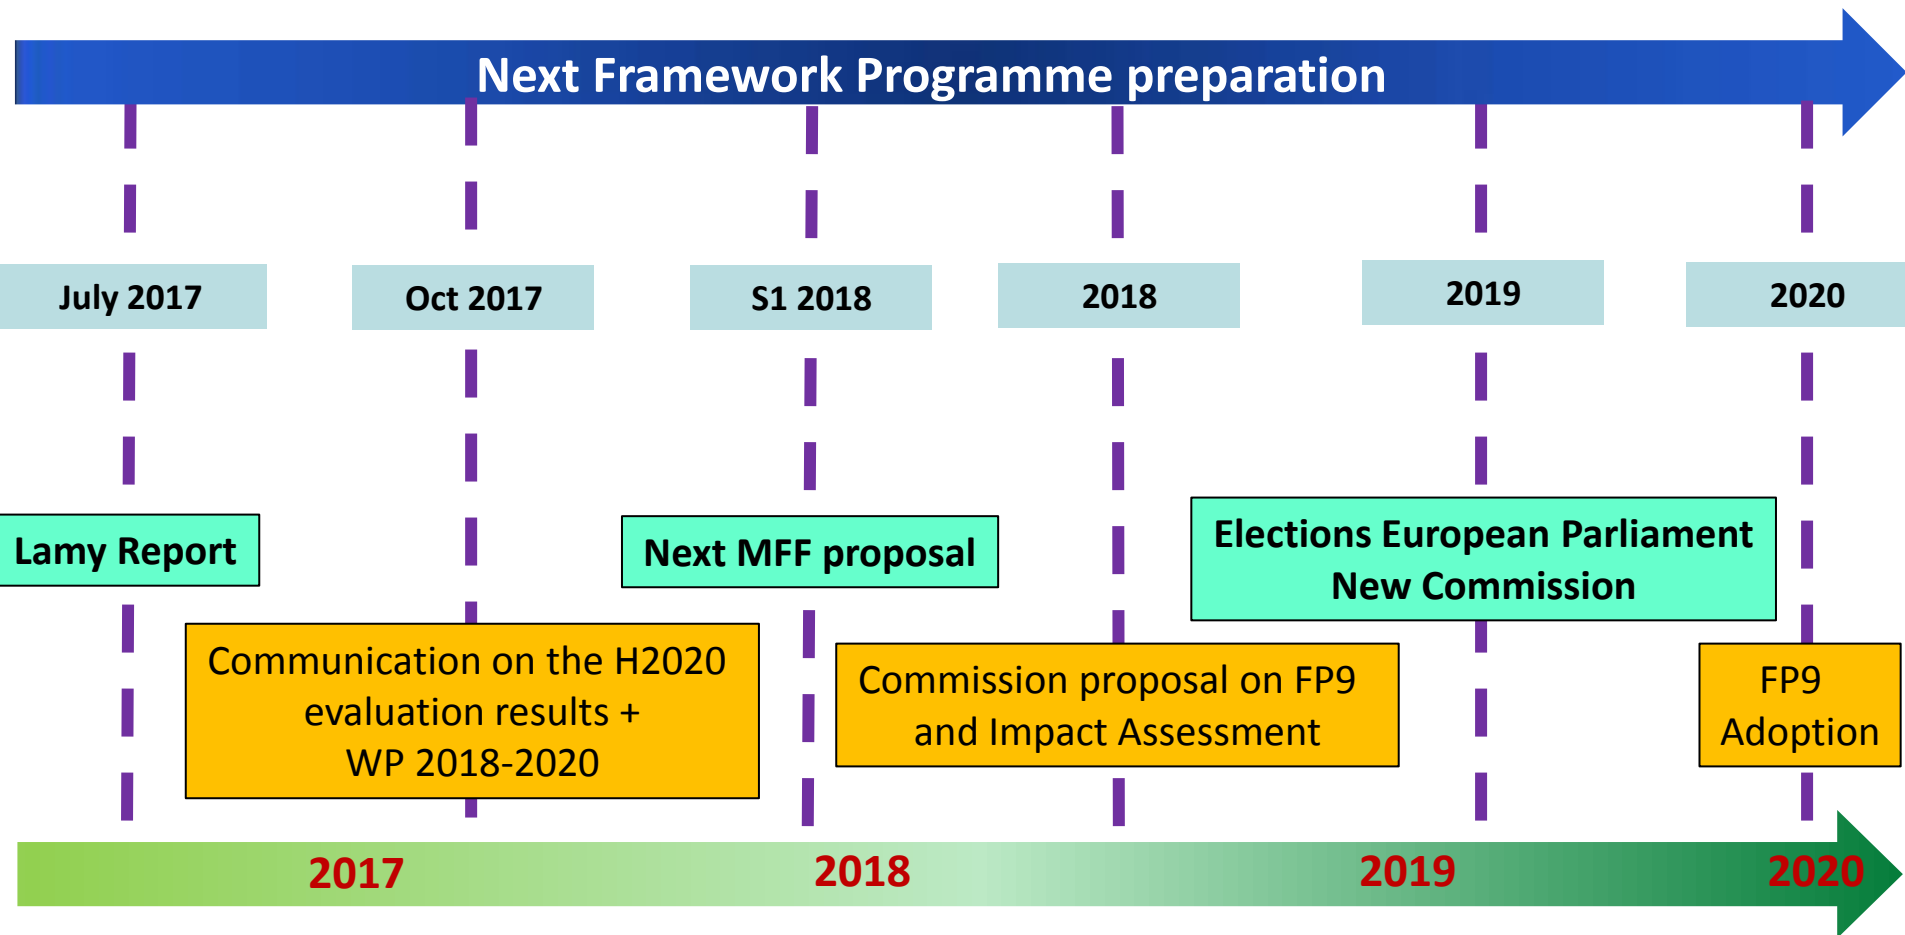 Next Framework Programme preparation
July 2017
Oct 2017
S1 2018
2018
2019
2020
Lamy Report
Next MFF proposal
Elections European Parliament
New Commission
Communication on the H2020
evaluation results +
WP 2018-2020
Commission proposal on FP9
and Impact Assessment
FP9
Adoption
2017
2018
2019
2020